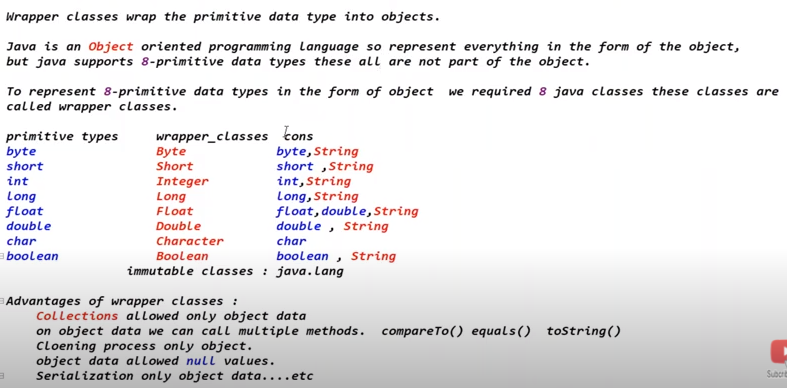 Wrapper classes wrap the primitive data type into objects.
Java is an Object oriented programming language so represent everything in the form of the object,
but java supports 8-primitive data types these all are not part of the object.
To represent 8-primitive data types in the form of object we required 8 java classes these classes are
called wrapper classes.
primitive types wrapper_classes cons
byte Byte byte,String
short Short short ,String
int Integer int,String
long Long long,String
float Float float,double,String
double Double double , String
char Character char
boolean Boolean boolean , String
immutable classes : java.lang
Advantages of wrapper classes :
Collections allowed only object data
on object data we can call multiple methods. compareTo() equals() toString()
Cloening process only object.
object data allowed null values.
Serialization only object data....etc